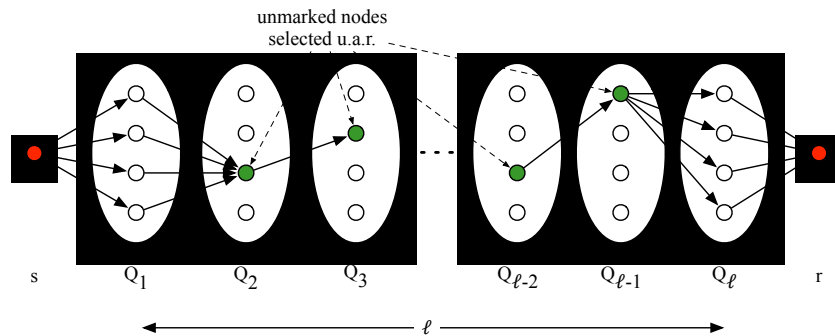 unmarked nodes
selected u.a.r.
s Q1 Q2 Q3 Qℓ-2 Qℓ-1 Qℓ r
ℓ